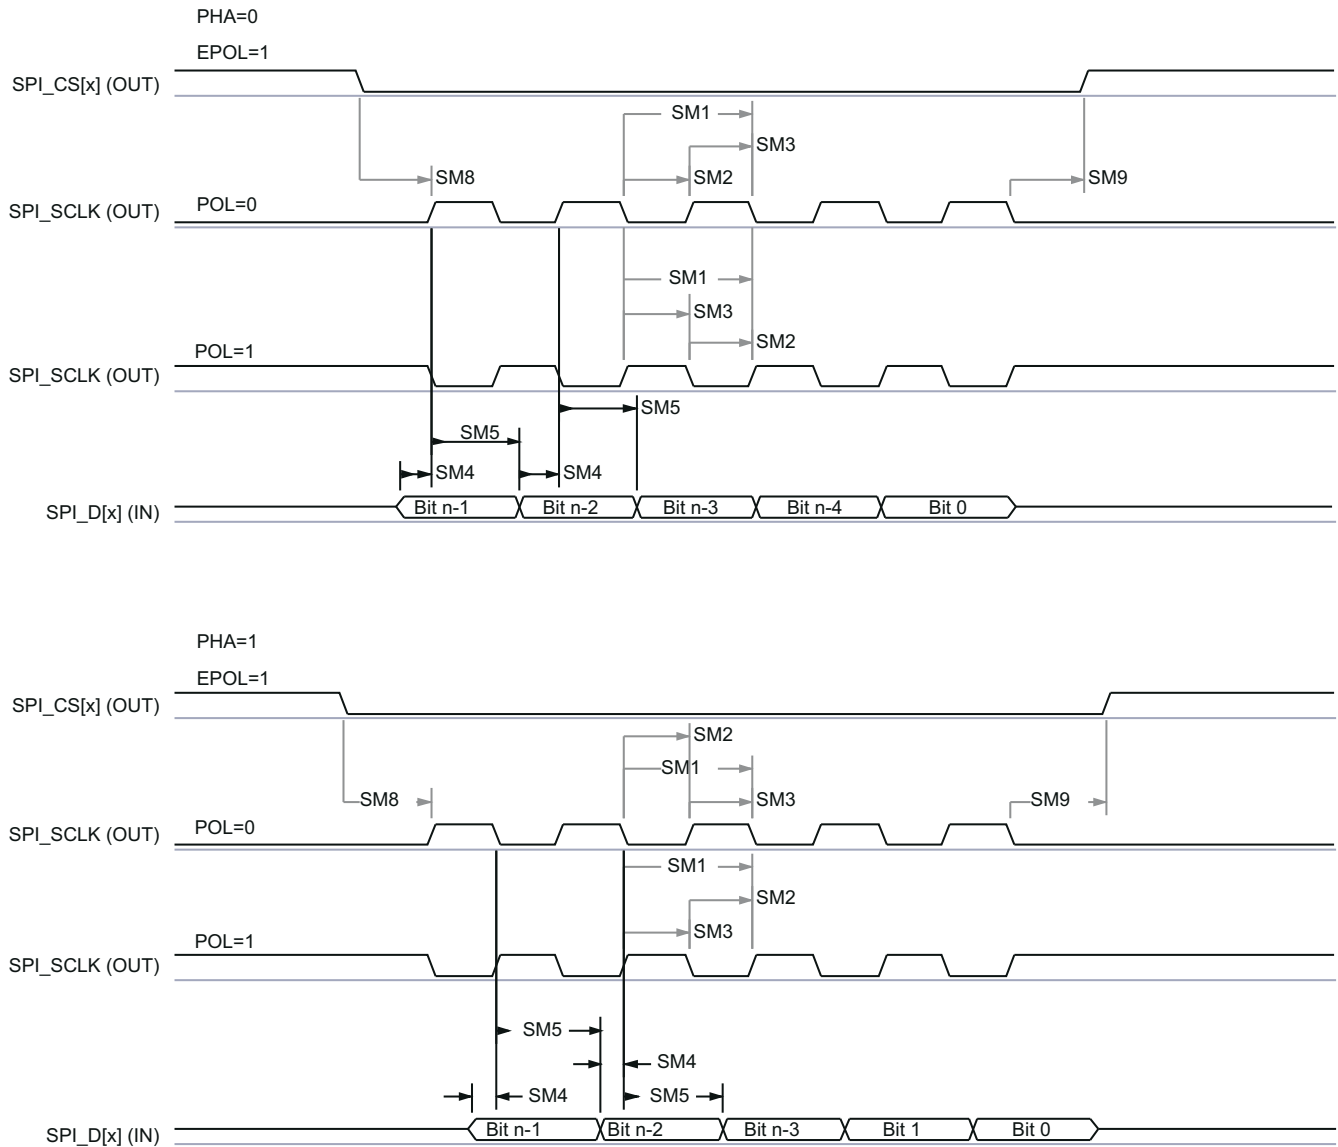 PHA=0
EPOL=1
SPI_CS[x] (OUT)
SM1
SM3
SM8
SM2
SM9
POL=0
SPI_SCLK (OUT)
SM1
SM3
SM2
POL=1
SPI_SCLK (OUT)
SM5
SM5
SM4
SM4
SPI_D[x] (IN)
Bit n-1
Bit n-2
Bit n-3
Bit n-4
Bit 0
PHA=1
EPOL=1
SPI_CS[x] (OUT)
SM2
SM1
SM8
SM3
SM9
POL=0
SPI_SCLK (OUT)
SM1
SM2
SM3
POL=1
SPI_SCLK (OUT)
SM5
SM4
SM4
SM5
SPI_D[x] (IN)
Bit n-1
Bit n-2
Bit n-3
Bit 1
Bit 0